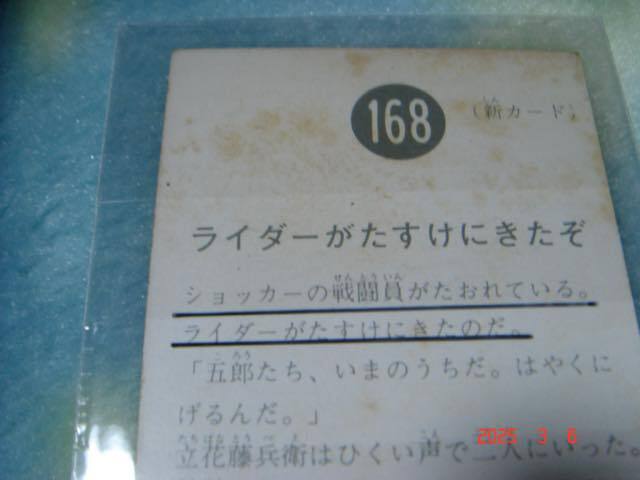 168
（新カード）
ライダーがたすけにきたぞ
ショッカーの戦闘員がたおれている。
ライダーがたすけにきたのだ。
「五郎たち、いまのうちだ。はやくに
げるんだ。」
立花藤兵衛はひくい声で二人にいった。
2025 3 6